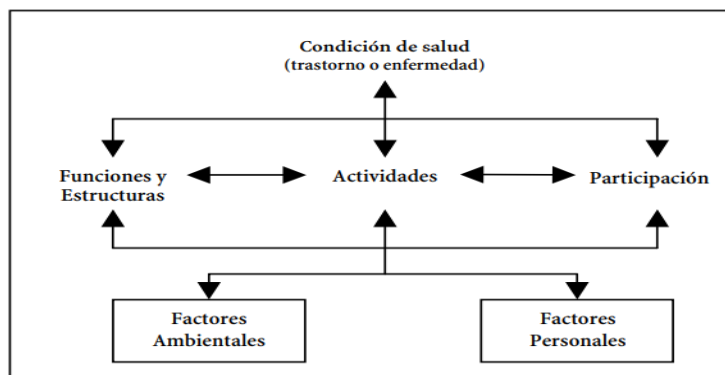 Condición de salud
(trastorno o enfermedad)
Funciones y
Estructuras
Actividades
Participación
Factores
Ambientales
Factores
Personales